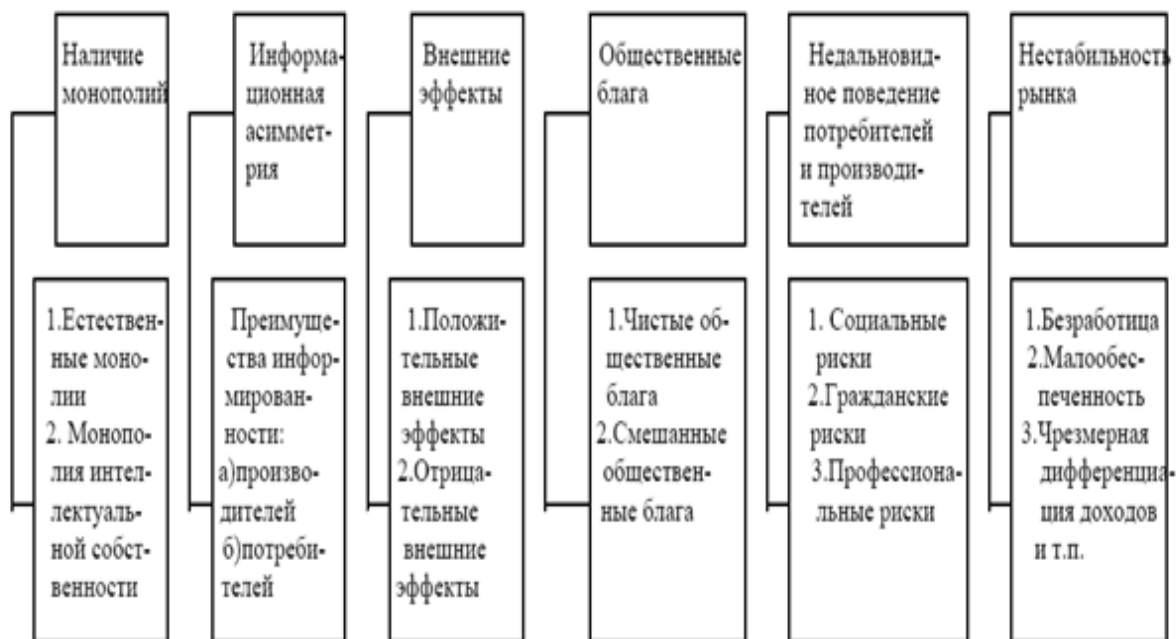 Наличие
монополий
Информа-
ционная
асиммет-
рия
Внешние
эффекты
Общественные
блага
Недальновид-
ное поведение
потребителей
и производи-
телей
Нестабильность
рынка
1.Естествен-
ные моно-
лии
2. Монопо-
лия интел-
лектуаль-
ной собст-
венности
Преимуще-
ства инфор-
мирован-
ности:
а)произво-
дителей
б)потреби-
телей
1.Положи-
тельные
внешние
эффекты
2.Отрица-
тельные
внешние
эффекты
1.Чистые об-
щественные
блага
2.Смешанные
обществен-
ные блага
1. Социальные
риски
2.Гражданские
риски
3.Профессиона-
льные риски
1.Безработица
2.Малообес-
печенность
3.Чрезмерная
дифференциа-
ция доходов
и т.п.